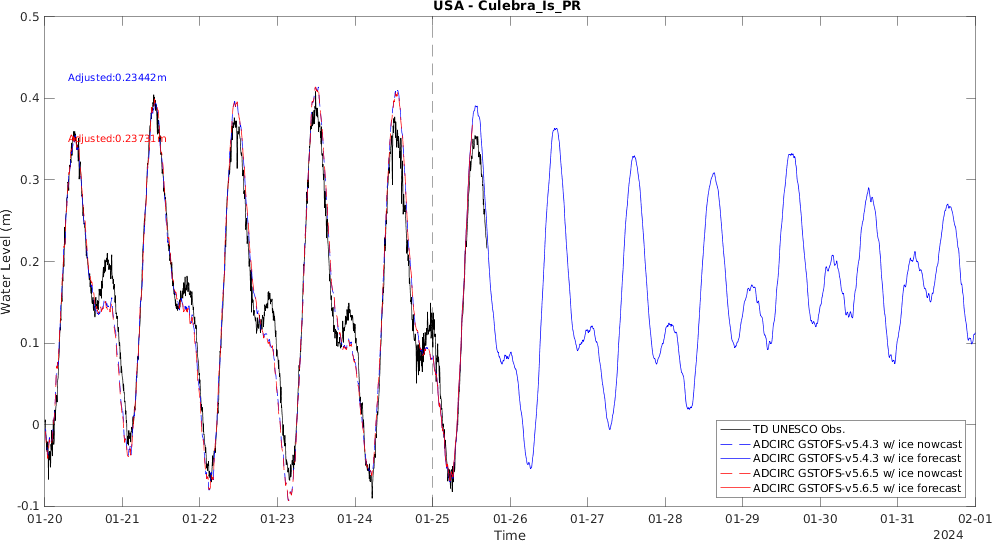 USA - Culebra_Is_PR
0.5
Adjusted:0.23442m
0.4
Adjusted:0.23731m
0.3
0.2
0.1
0
-0.1
Water Level (m)
TD UNESCO Obs.
ADCIRC GSTOFS-v5.4.3 w/ ice nowcast
ADCIRC GSTOFS-v5.4.3 w/ ice forecast
ADCIRC GSTOFS-v5.6.5 w/ ice nowcast
ADCIRC GSTOFS-v5.6.5 w/ ice forecast
01-20 01-21 01-22 01-23 01-24 01-25 01-26 01-27 01-28 01-29 01-30 01-31 02-01
Time
2024